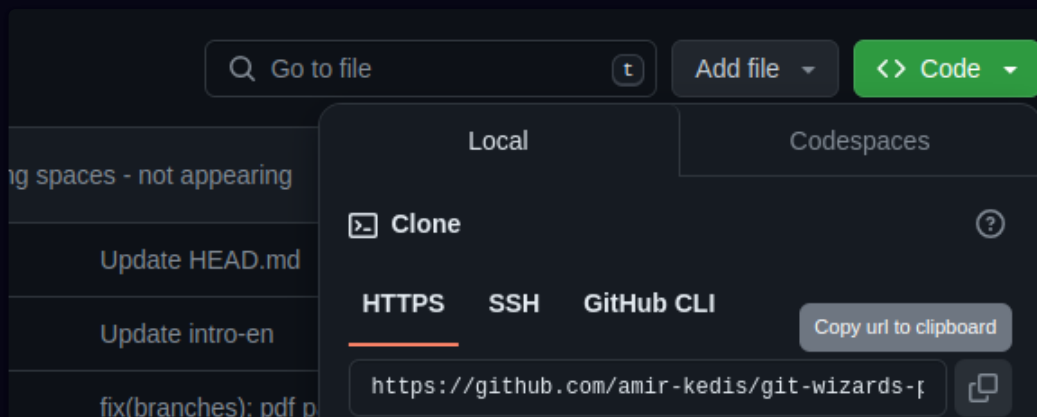 Go to file t Add file Code
Local Codespaces
ng spaces - not appearing
Clone
Update HEAD.md
HTTPS SSH GitHub CLI
Copy url to clipboard
Update intro-en
https://github.com/amir-kedis/git-wizards-p
fix(branches): pdf p